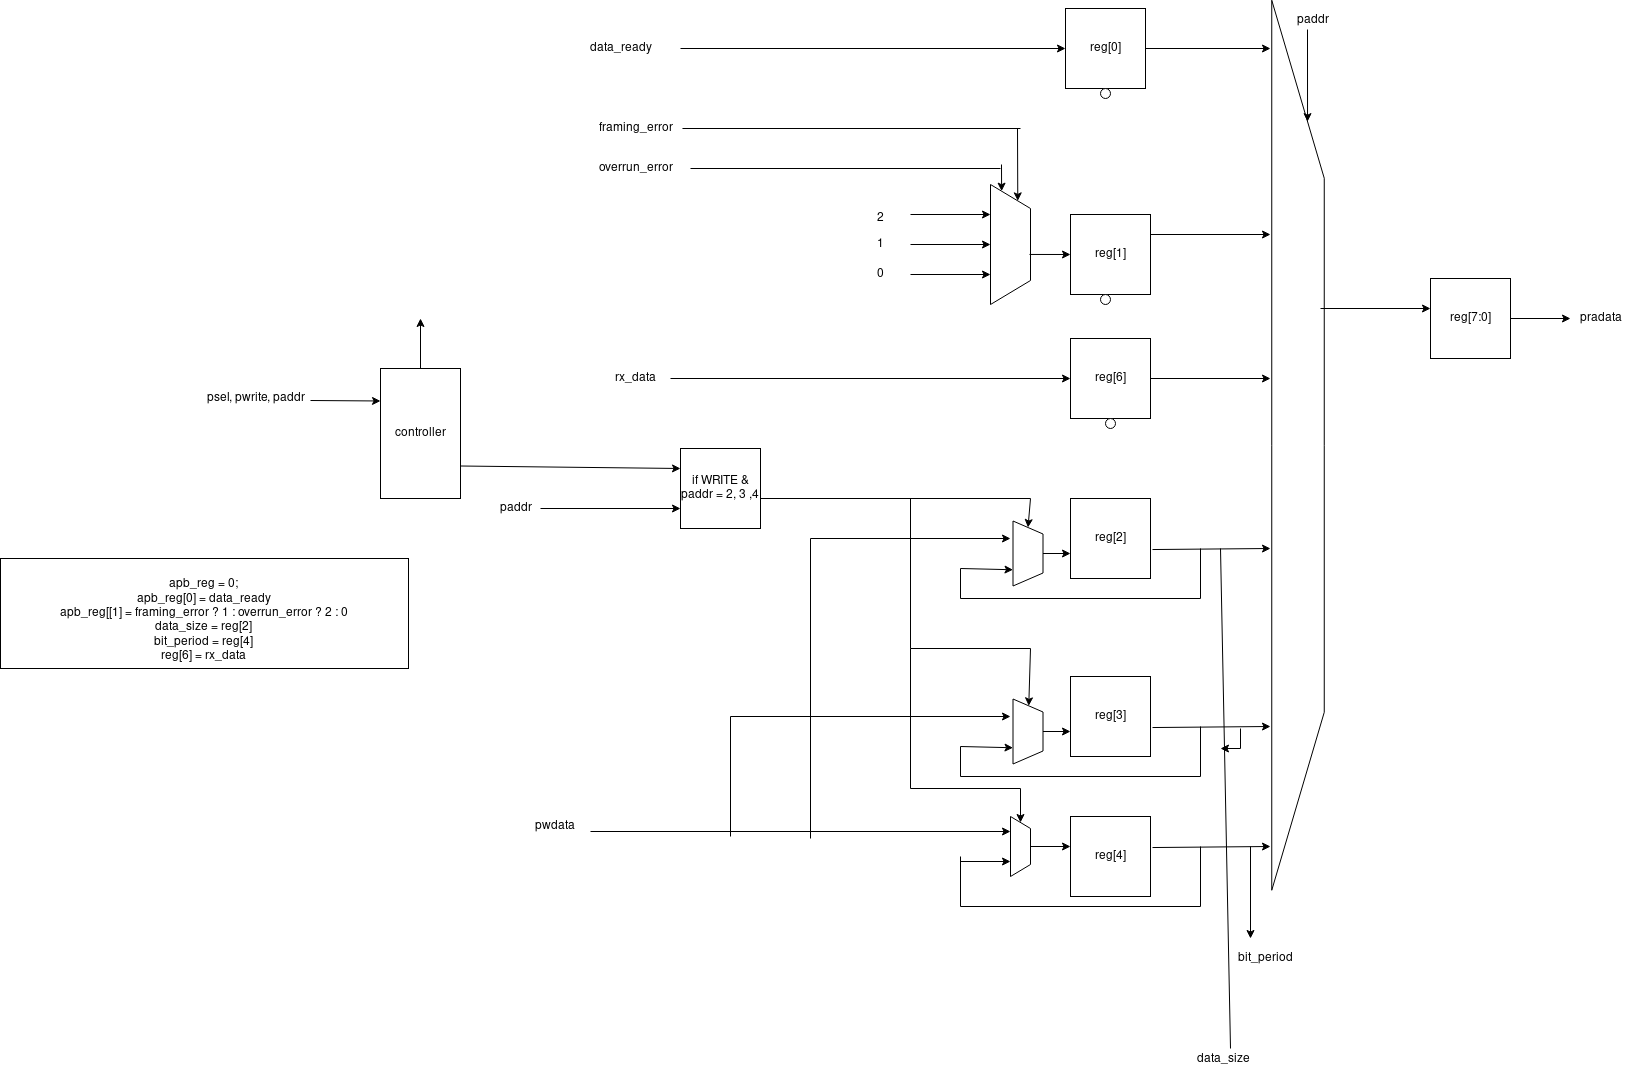 paddr
data_ready
reg[0]
framing_error
overrun_error
2
1
0
reg[1]
reg[7:0]
pradata
rx_data
reg[6]
psel, pwrite, paddr
controller
if WRITE &
paddr = 2, 3 ,4
paddr
reg[2]
apb_reg = 0;
apb_reg[0] = data_ready
apb_reg[[1] = framing_error ? 1 : overrun_error ? 2 : 0
data_size = reg[2]
bit_period = reg[4]
reg[6] = rx_data
reg[3]
pwdata
reg[4]
bit_period
data_size